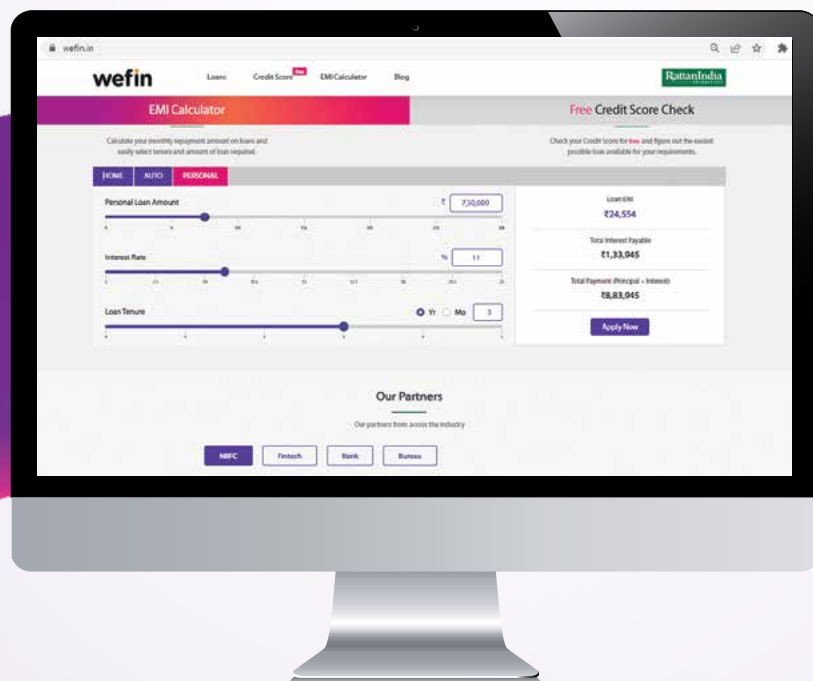 wefin.in
wefin
Loans
Credit Score
free
EMI Calculator
Blog
RattanIndia
EMI Calculator
Free Credit Score Check
Calculate your monthly repayment amount on loans and
easily select tenure and amount of loan required.
Check your Credit Score for free and figure out the easiest
possible loan available for your requirements.
HOME
AUTO
PERSONAL
Personal Loan Amount
₹ 7,50,000
Interest Rate
% 11
Loan Tenure
Yr Mo 3
Loan EMI
₹24,554
Total Interest Payable
₹1,33,945
Total Payment (Principal + Interest)
₹8,83,945
Apply Now
Our Partners
Our partners from across the industry
NBFC
Fintech
Bank
Bureau